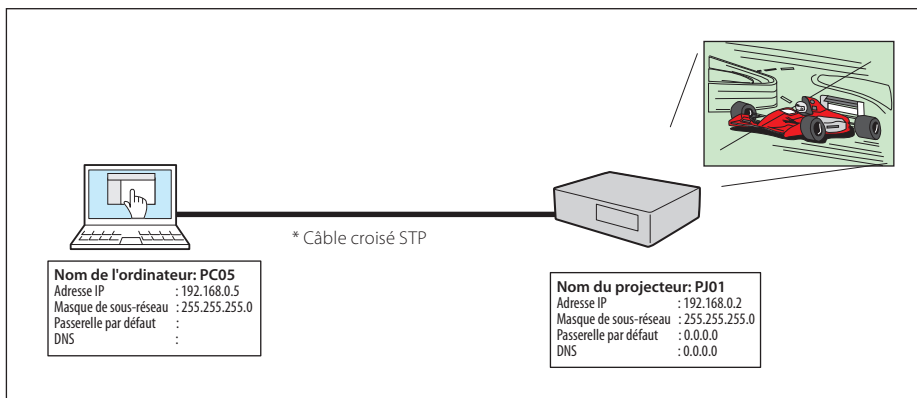 * Câble croisé STP
Nom de l'ordinateur: PC05
Adresse IP : 192.168.0.5
Masque de sous-réseau : 255.255.255.0
Passerelle par défaut :
DNS :
Nom du projecteur: PJ01
Adresse IP : 192.168.0.2
Masque de sous-réseau : 255.255.255.0
Passerelle par défaut : 0.0.0.0
DNS : 0.0.0.0